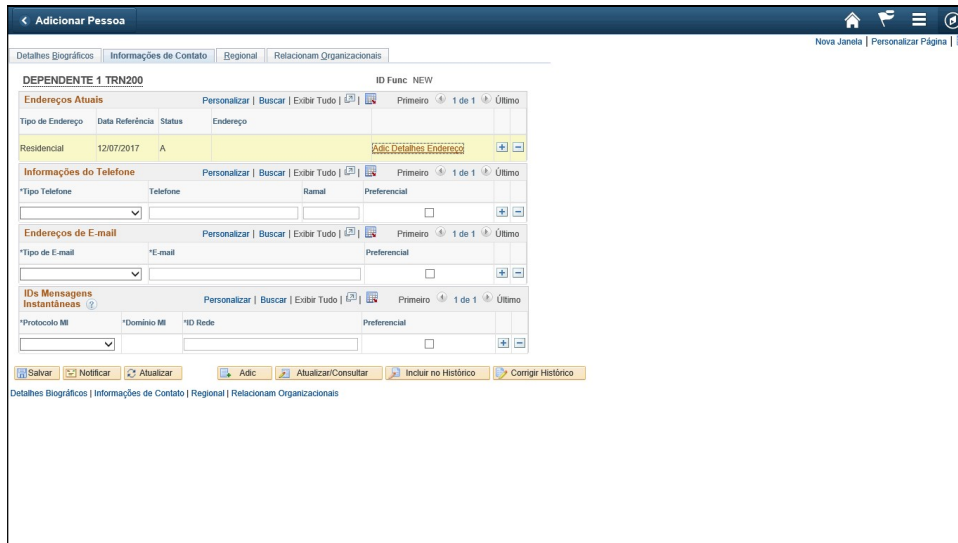 Adicionar Pessoa
Nova Janela | Personalizar Página |
Detalhes Biográficos Informações de Contato Regional Relacionam Organizacionais
DEPENDENTE 1 TRN200 ID Func NEW
Endereços Atuais Personalizar | Buscar | Exibir Tudo | | Primeiro 1 de 1 Último
Tipo de Endereço Data Referência Status Endereço
Residencial 12/07/2017 A Adic Detalhes Endereço
Informações do Telefone Personalizar | Buscar | Exibir Tudo | | Primeiro 1 de 1 Último
*Tipo Telefone Telefone Ramal Preferencial
Endereços de E-mail Personalizar | Buscar | Exibir Tudo | | Primeiro 1 de 1 Último
*Tipo de E-mail *E-mail Preferencial
IDs Mensagens
Instantâneas ? Personalizar | Buscar | Exibir Tudo | | Primeiro 1 de 1 Último
*Protocolo MI *Domínio MI *ID Rede Preferencial
Salvar Notificar Atualizar Adic Atualizar/Consultar Incluir no Histórico Corrigir Histórico
Detalhes Biográficos | Informações de Contato | Regional | Relacionam Organizacionais